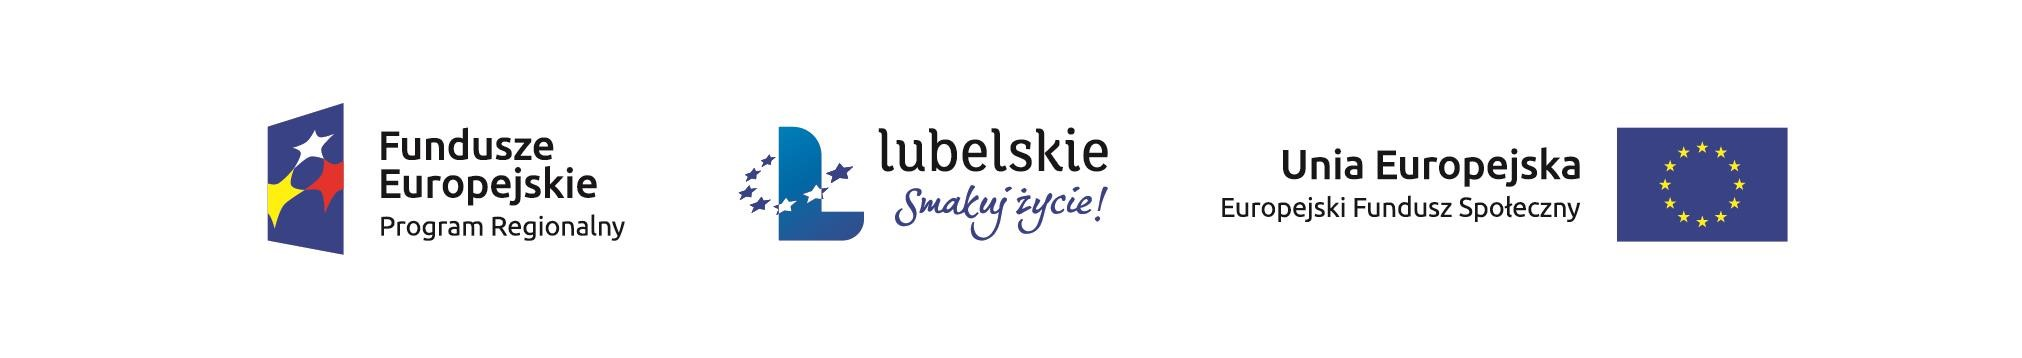 Fundusze
Europejskie
Program Regionalny
lubelskie
Smakuj życie!
Unia Europejska
Europejski Fundusz Społeczny